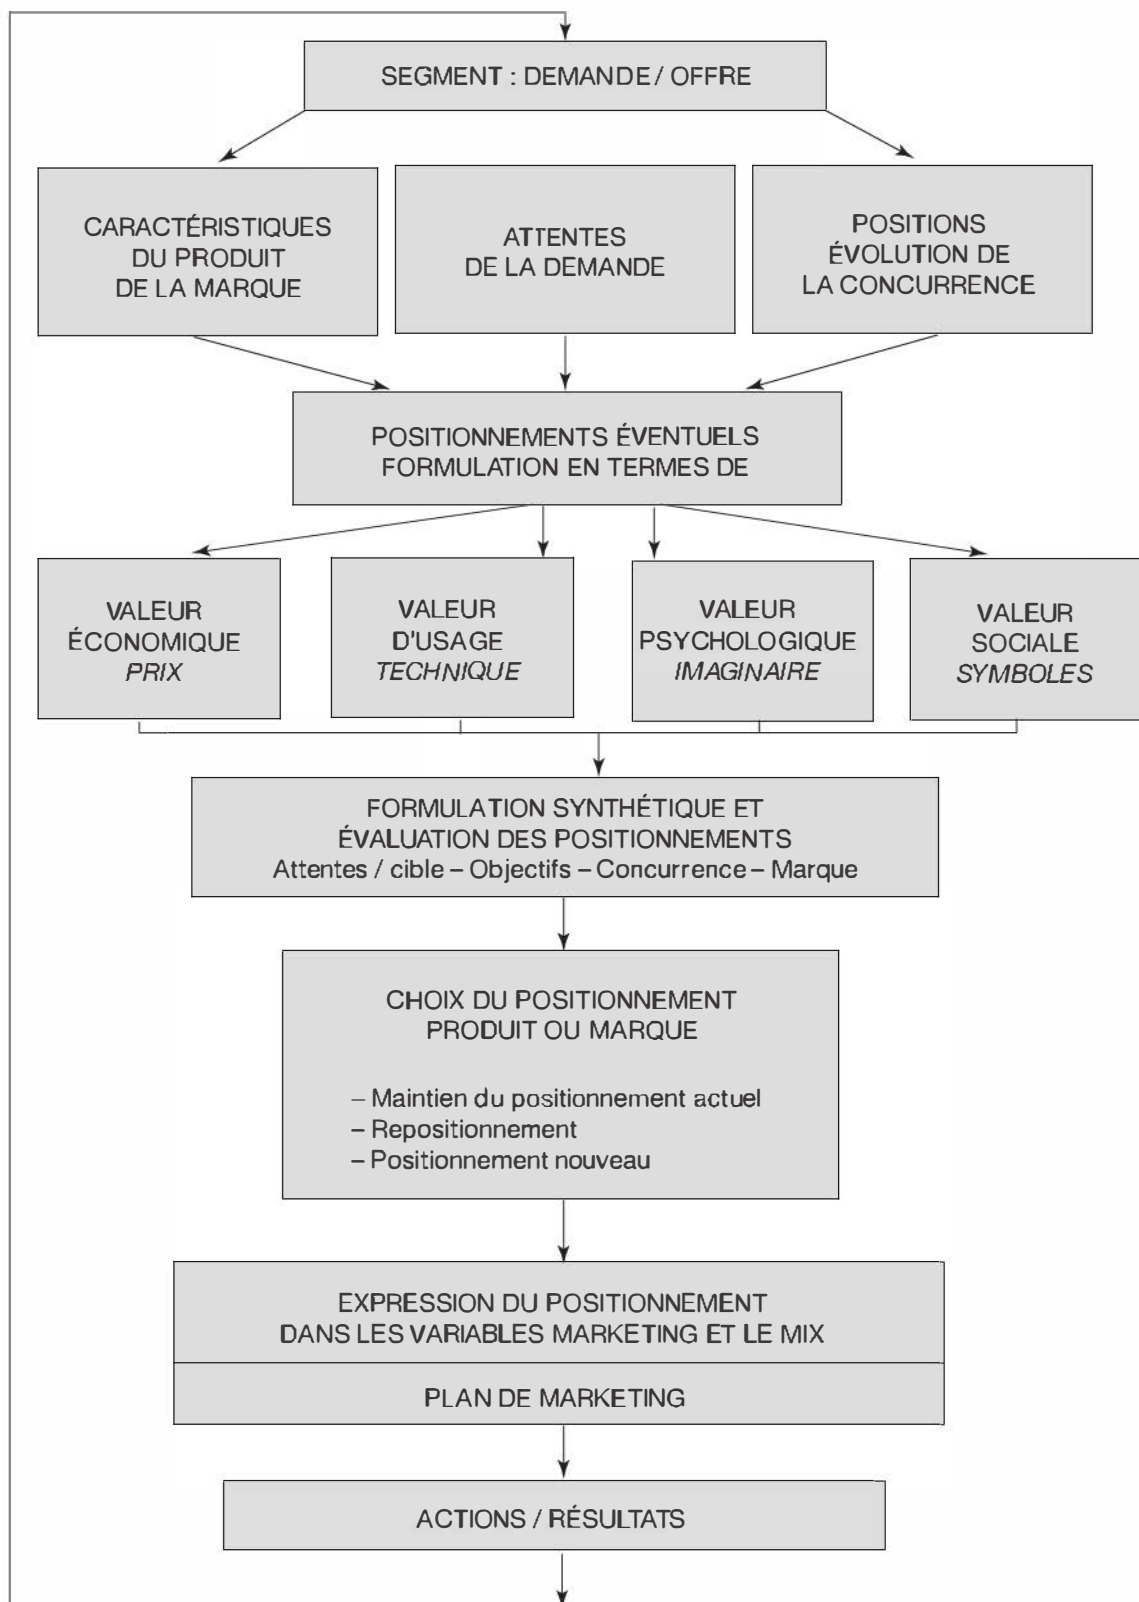 SEGMENT : DEMANDE / OFFRE
CARACTÉRISTIQUES
DU PRODUIT
DE LA MARQUE
ATTENTES
DE LA DEMANDE
POSITIONS
ÉVOLUTION DE
LA CONCURRENCE
POSITIONNEMENTS ÉVENTUELS
FORMULATION EN TERMES DE
VALEUR
ÉCONOMIQUE
PRIX
VALEUR
D'USAGE
TECHNIQUE
VALEUR
PSYCHOLOGIQUE
IMAGINAIRE
VALEUR
SOCIALE
SYMBOLES
FORMULATION SYNTHÉTIQUE ET
ÉVALUATION DES POSITIONNEMENTS
Attentes / cible – Objectifs – Concurrence – Marque
CHOIX DU POSITIONNEMENT
PRODUIT OU MARQUE
– Maintien du positionnement actuel
– Repositionnement
– Positionnement nouveau
EXPRESSION DU POSITIONNEMENT
DANS LES VARIABLES MARKETING ET LE MIX
PLAN DE MARKETING
ACTIONS / RÉSULTATS